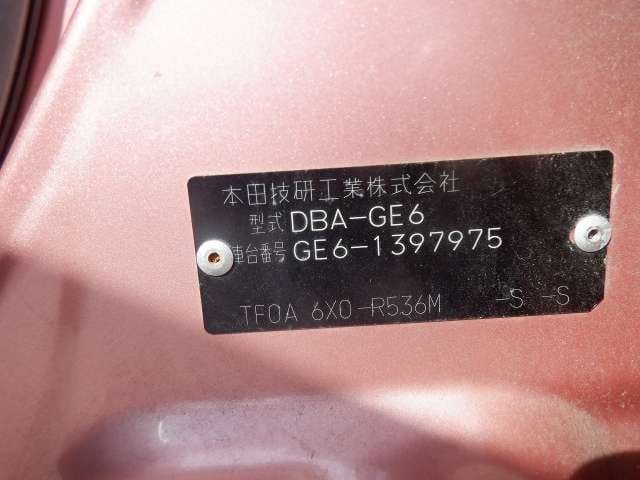 本田技研工業株式会社
型式 DBA-GE6
車台番号 GE6-1397975
TF0A 6X0-R536M -S -S